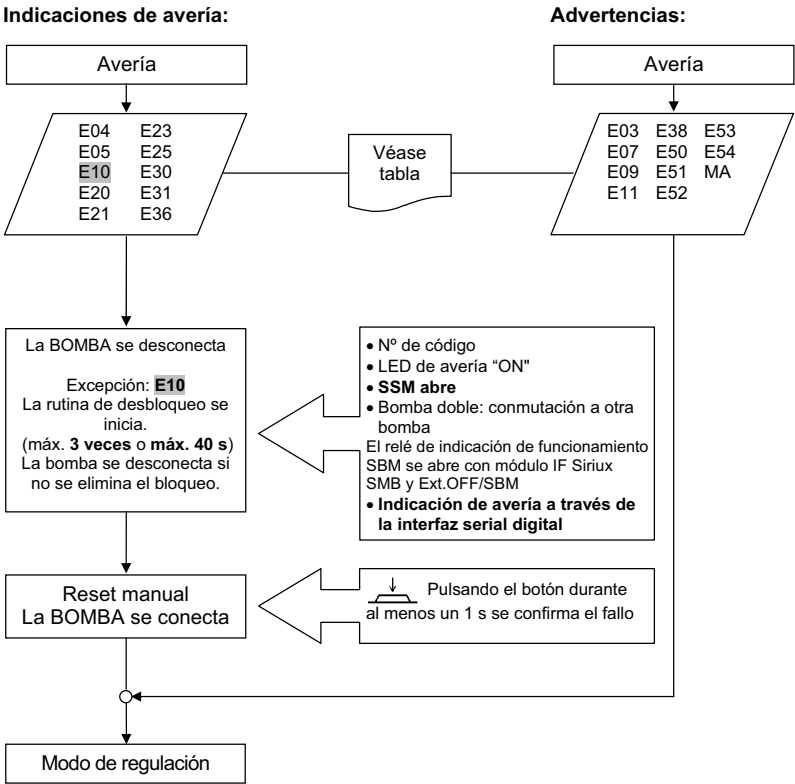 Indicaciones de avería:
Advertencias:
Avería
Avería
E04 E23
E05 E25
E10 E30
E20 E31
E21 E36
Véase
tabla
E03 E38 E53
E07 E50 E54
E09 E51 MA
E11 E52
La BOMBA se desconecta
Excepción: E10
La rutina de desbloqueo se
inicia.
(máx. 3 veces o máx. 40 s)
La bomba se desconecta si
no se elimina el bloqueo.
• Nº de código
• LED de avería “ON"
• SSM abre
• Bomba doble: conmutación a otra
bomba
El relé de indicación de funcionamiento
SBM se abre con módulo IF Siriux
SMB y Ext.OFF/SBM
• Indicación de avería a través de
la interfaz serial digital
Reset manual
La BOMBA se conecta
Pulsando el botón durante
al menos un 1 s se confirma el fallo
Modo de regulación